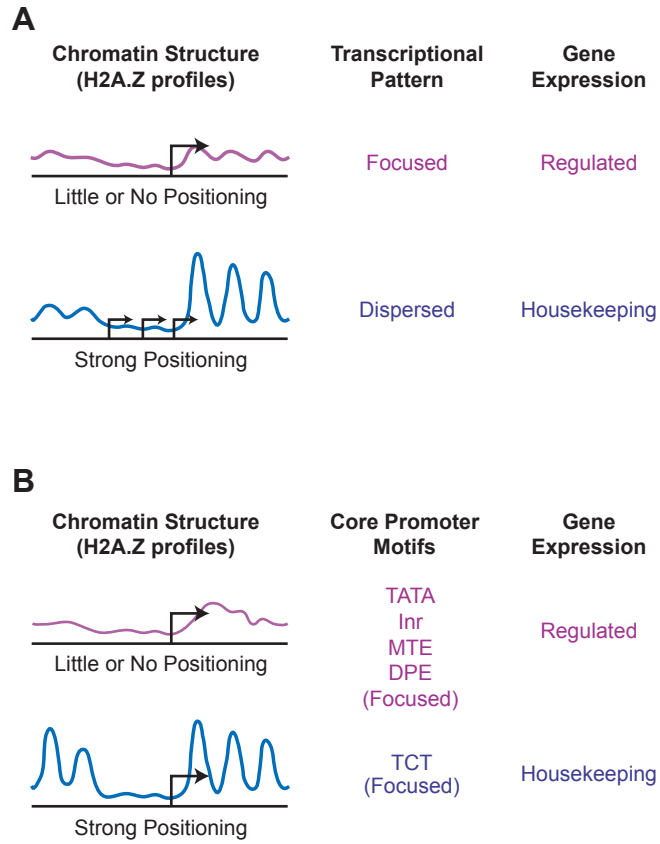 A
Chromatin Structure
(H2A.Z profiles)
Transcriptional
Pattern
Gene
Expression
Little or No Positioning
Focused
Regulated
Strong Positioning
Dispersed
Housekeeping
B
Chromatin Structure
(H2A.Z profiles)
Core Promoter
Motifs
Gene
Expression
Little or No Positioning
TATA
Inr
MTE
DPE
(Focused)
Regulated
Strong Positioning
TCT
(Focused)
Housekeeping